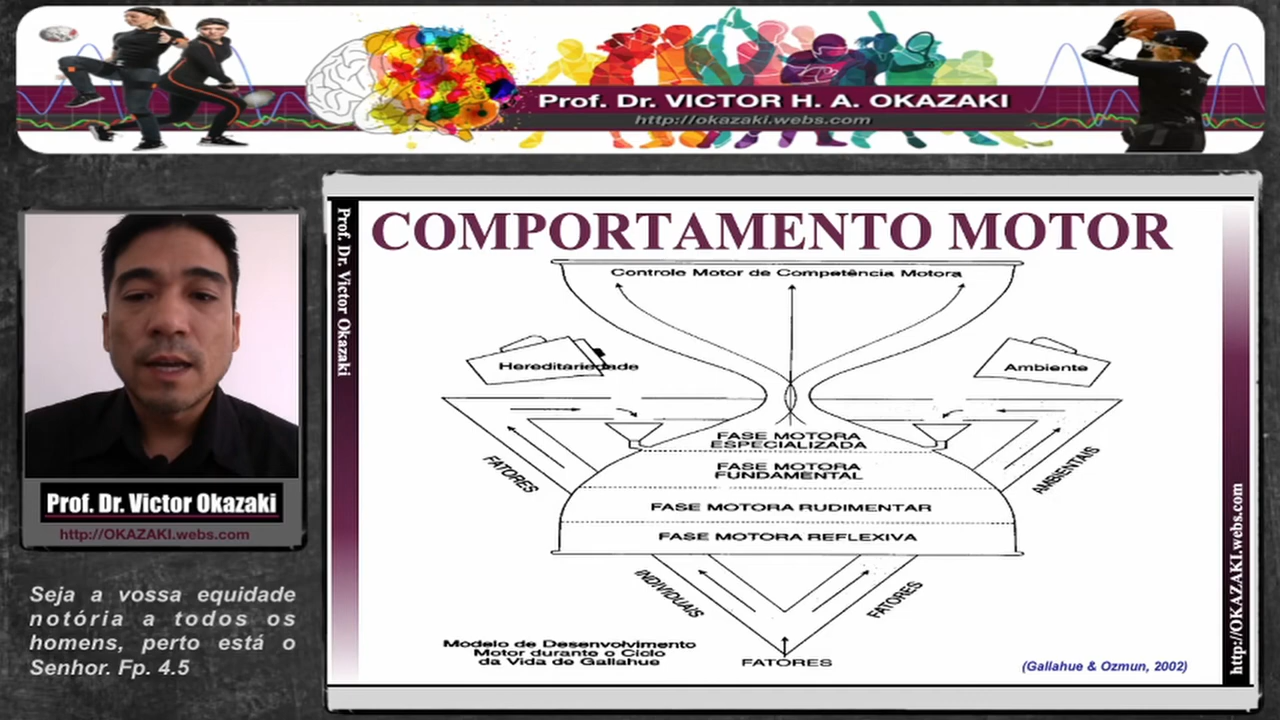 Prof. Dr. VICTOR H. A. OKAZAKI
http://okazaki.webs.com
Prof. Dr. Victor Okazaki
http://OKAZAKI.webs.com
Seja a vossa equidade
notória a todos os
homens, perto está o
Senhor. Fp. 4.5
Prof. Dr. Victor Okazaki
COMPORTAMENTO MOTOR
Controle Motor de Competência Motora
Hereditariedade
Ambiente
FASE MOTORA
ESPECIALIZADA
FASE MOTORA
FUNDAMENTAL
FATORES
AMBIENTAIS
FASE MOTORA RUDIMENTAR
FASE MOTORA REFLEXIVA
INDIVIDUAIS
FATORES
Modelo de Desenvolvimento
Motor durante o Ciclo
da Vida de Gallahue
FATORES
(Gallahue & Ozmun, 2002)
http://OKAZAKI.webs.com